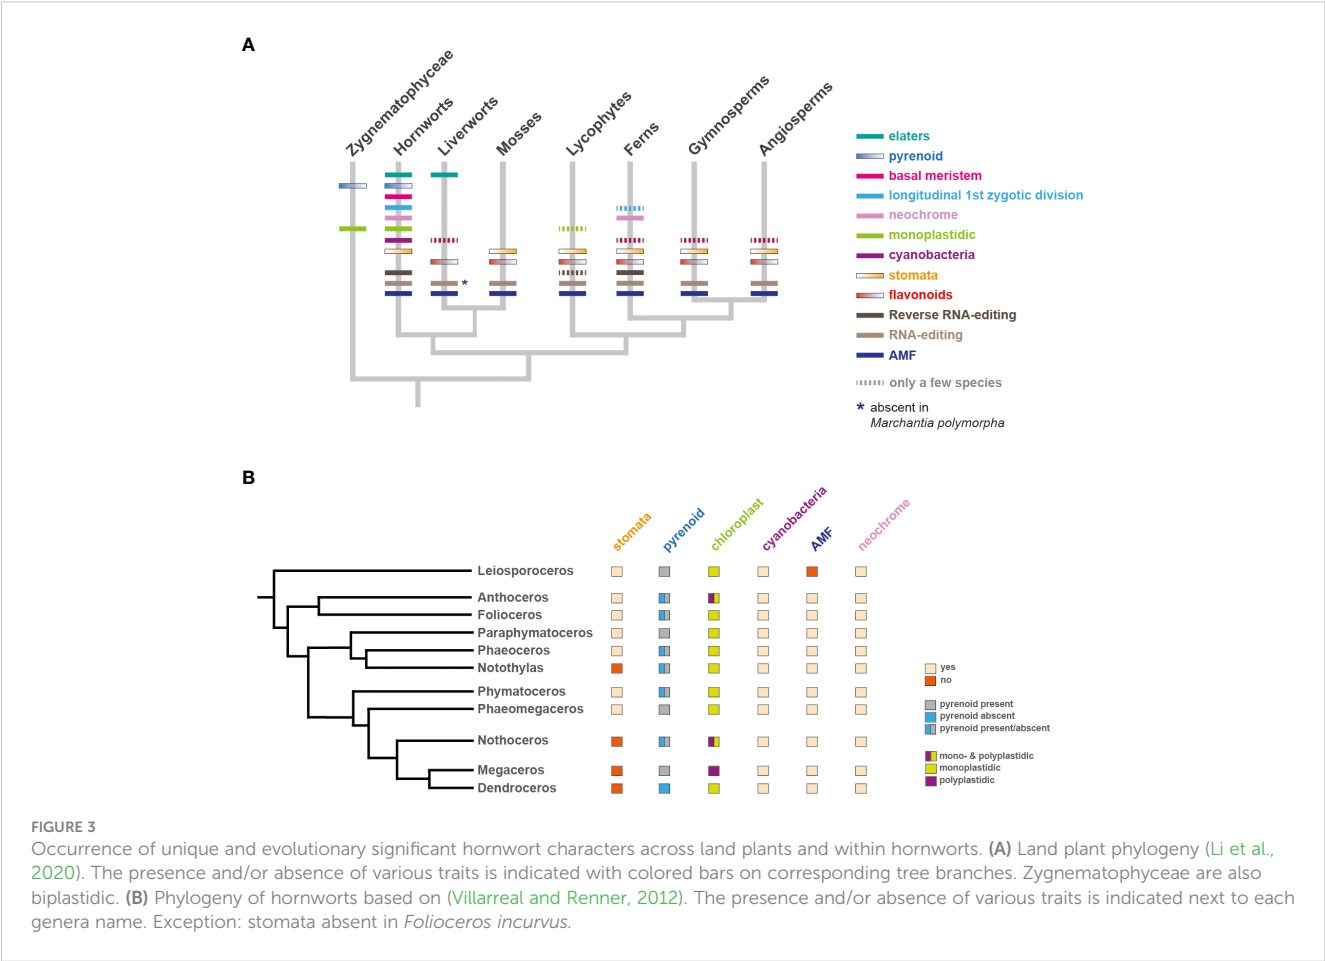 A
Zygnematophyceae
Hornworts
Liverworts
Mosses
Lycophytes
Ferns
Gymnosperms
Angiosperms
elaters
pyrenoid
basal meristem
longitudinal 1st zygotic division
neochrome
monoplastidic
cyanobacteria
stomata
flavonoids
Reverse RNA-editing
RNA-editing
AMF
only a few species
*
* absent in
Marchantia polymorpha
B
stomata
pyrenoid
chloroplast
cyanobacteria
AMF
neochrome
Leiosporoceros
Anthoceros
Folioceros
Paraphymatoceros
Phaeoceros
Notothylas
Phymatoceros
Phaeomegaceros
Nothoceros
Megaceros
Dendroceros
yes
no
pyrenoid present
pyrenoid absent
pyrenoid present/absent
mono- & polyplastidic
monoplastidic
polyplastidic
FIGURE 3
Occurrence of unique and evolutionary significant hornwort characters across land plants and within hornworts. (A) Land plant phylogeny (Li et al.,
2020). The presence and/or absence of various traits is indicated with colored bars on corresponding tree branches. Zygnematophyceae are also
biplastidic. (B) Phylogeny of hornworts based on (Villarreal and Renner, 2012). The presence and/or absence of various traits is indicated next to each
genera name. Exception: stomata absent in Folioceros incurvus.